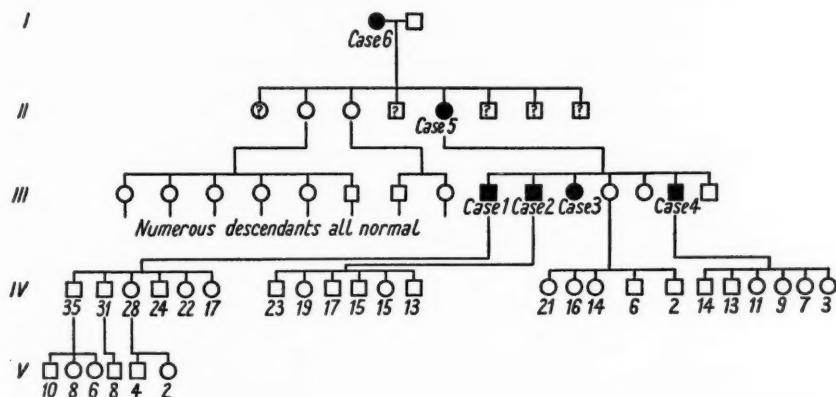 I
Case 6
II
? ? ? ? ?
Case 5
III
Case 1 Case 2 Case 3 Case 4
Numerous descendants all normal
IV
35 31 28 24 22 17 23 19 17 15 15 13 21 16 14 6 2 14 13 11 9 7 3
V
10 8 6 8 4 2